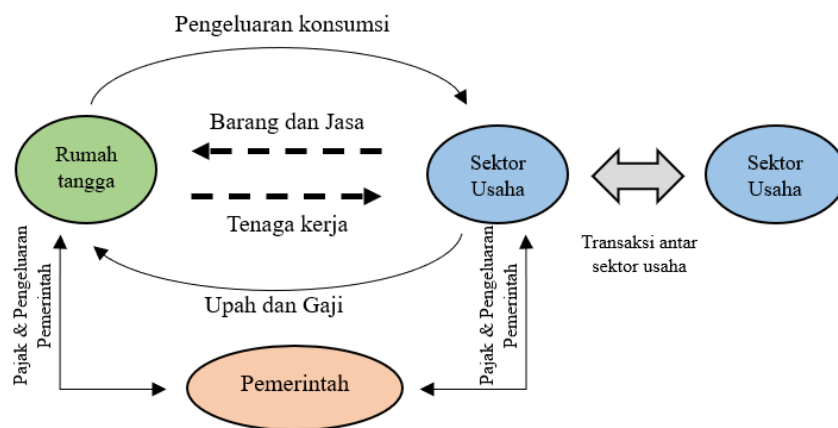 Pengeluaran konsumsi
Barang dan Jasa
Rumah
tangga
Sektor
Usaha
Sektor
Usaha
Tenaga kerja
Transaksi antar
sektor usaha
Upah dan Gaji
Pajak & Pengeluaran
Pemerintah
Pajak & Pengeluaran
Pemerintah
Pemerintah